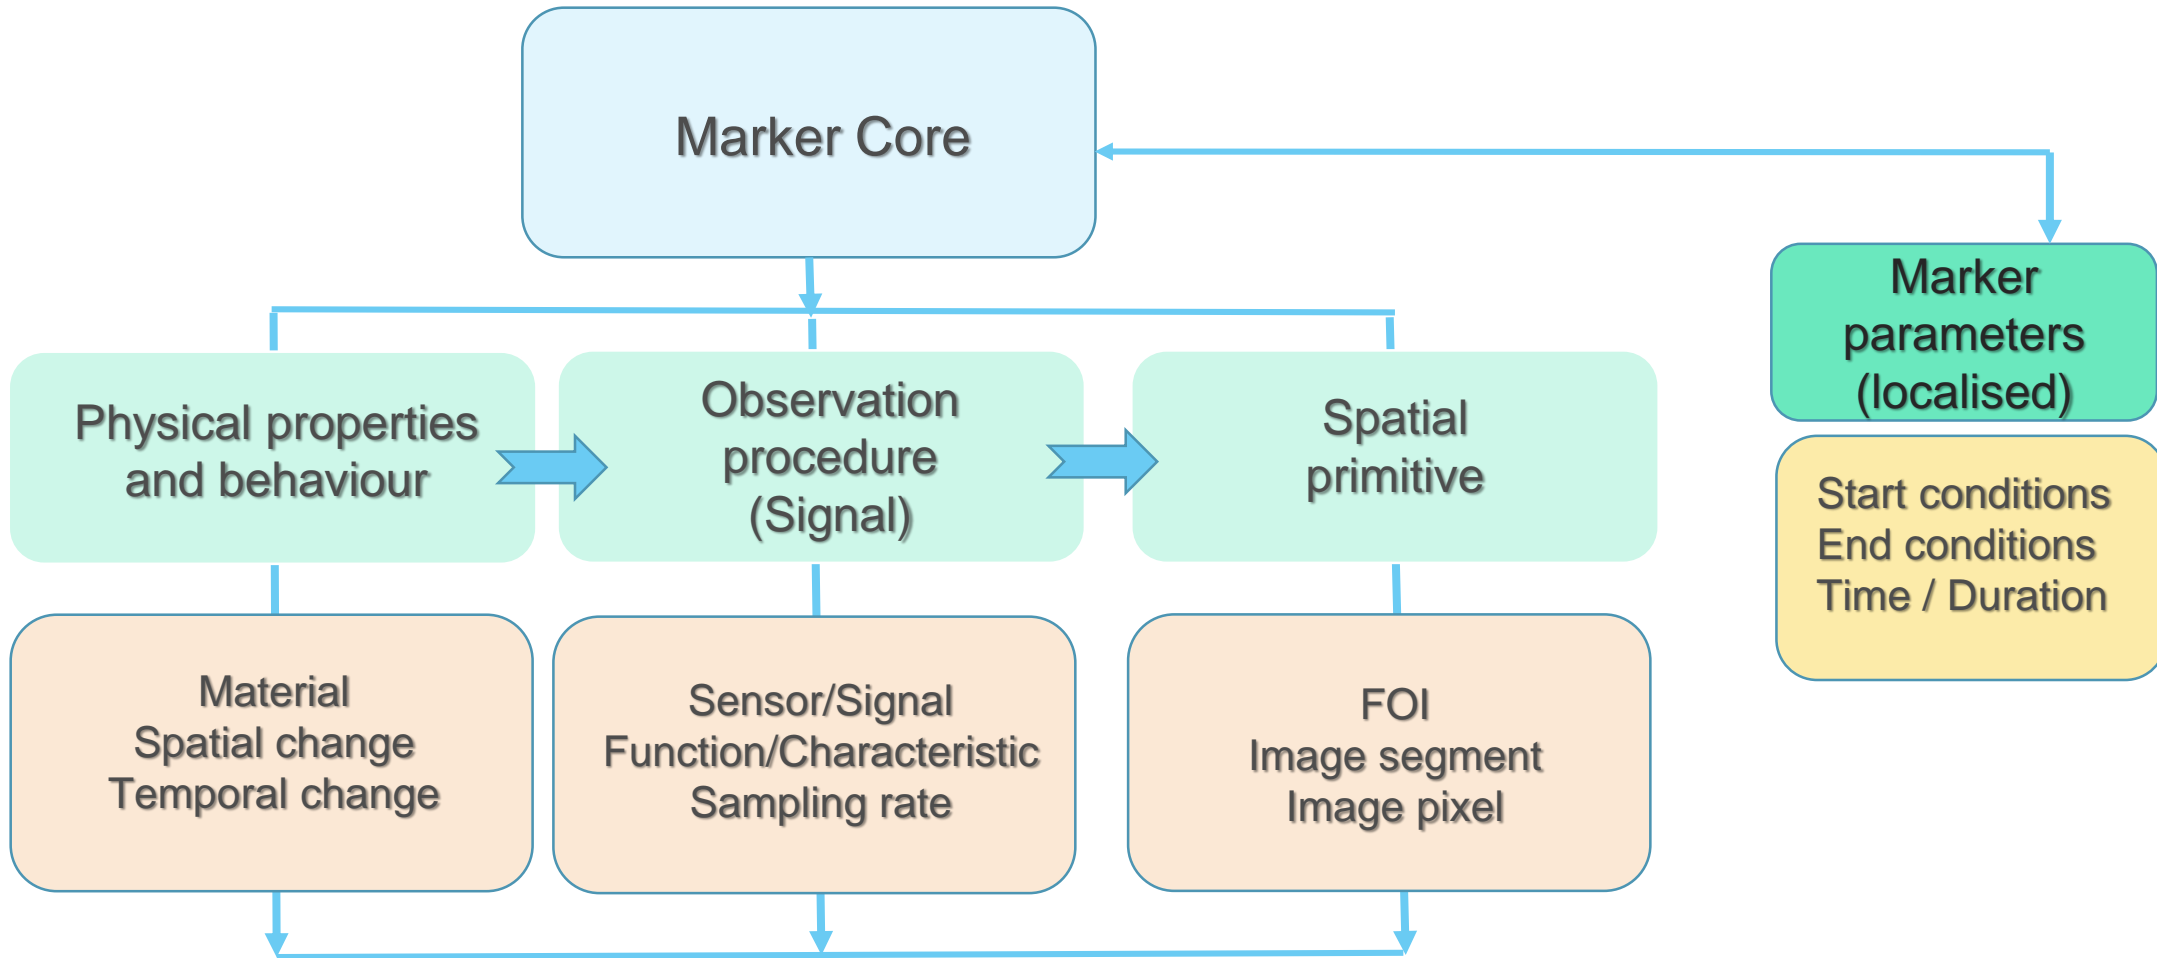 Marker Core
Marker
parameters
(localised)
Physical properties
and behaviour
Observation
procedure
(Signal)
Spatial
primitive
Start conditions
End conditions
Time / Duration
Material
Spatial change
Temporal change
Sensor/Signal
Function/Characteristic
Sampling rate
FOI
Image segment
Image pixel